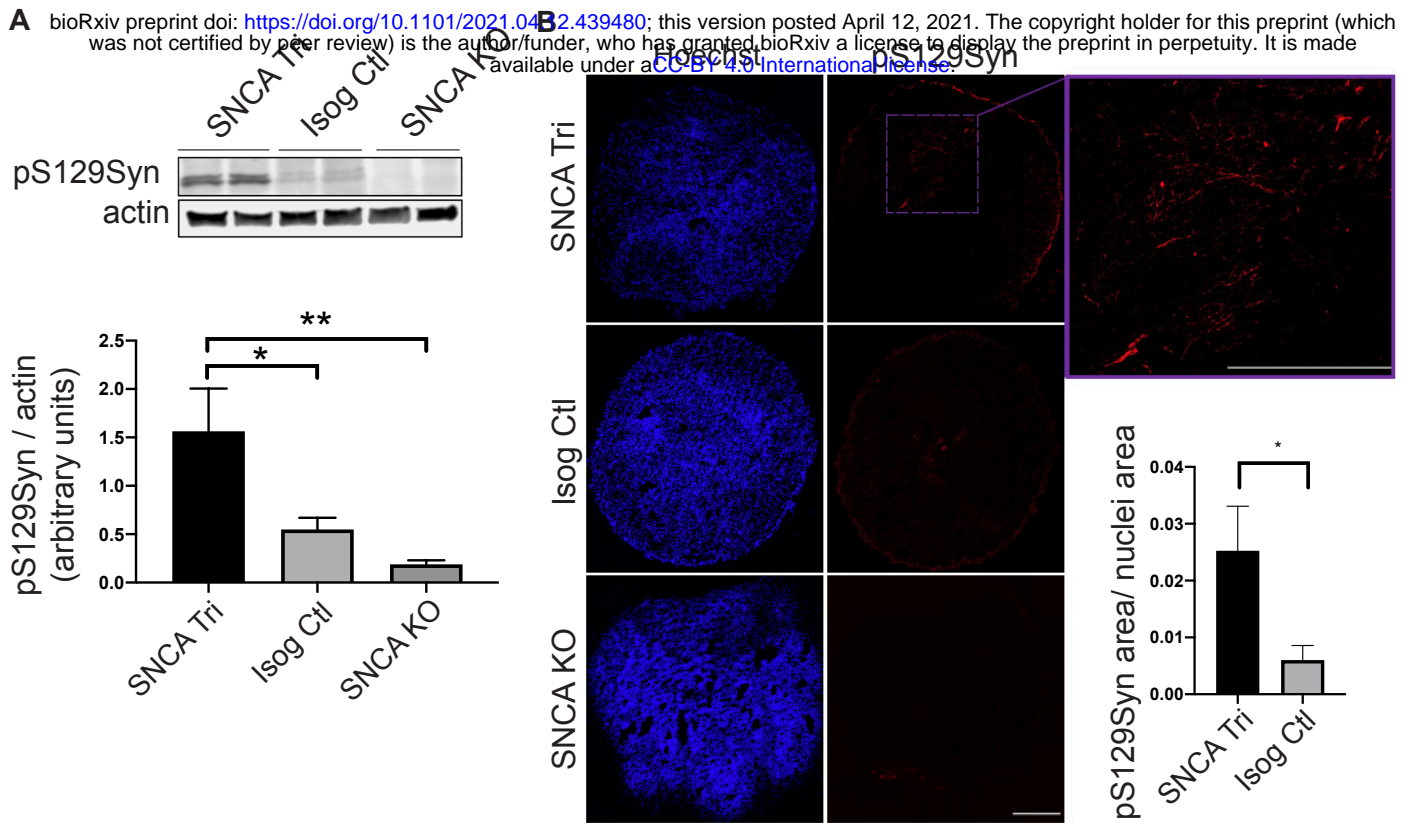 A
bioRxiv preprint doi: https://doi.org/10.1101/2021.04.12.439480; this version posted April 12, 2021. The copyright holder for this preprint (which
was not certified by peer review) is the author/funder, who has granted bioRxiv a license to display the preprint in perpetuity. It is made
available under aCC-BY 4.0 International license.
SNCA Tri
Isog Ctl
SNCA KO
pS129Syn
actin
**
*
2.5
2.0
1.5
1.0
0.5
0.0
pS129Syn / actin
(arbitrary units)
SNCA Tri
Isog Ctl
SNCA KO
B
Hoechst
pS129Syn
SNCA Tri
Isog Ctl
SNCA KO
*
0.04
0.03
0.02
0.01
0.00
pS129Syn area/ nuclei area
SNCA Tri
Isog Ctl